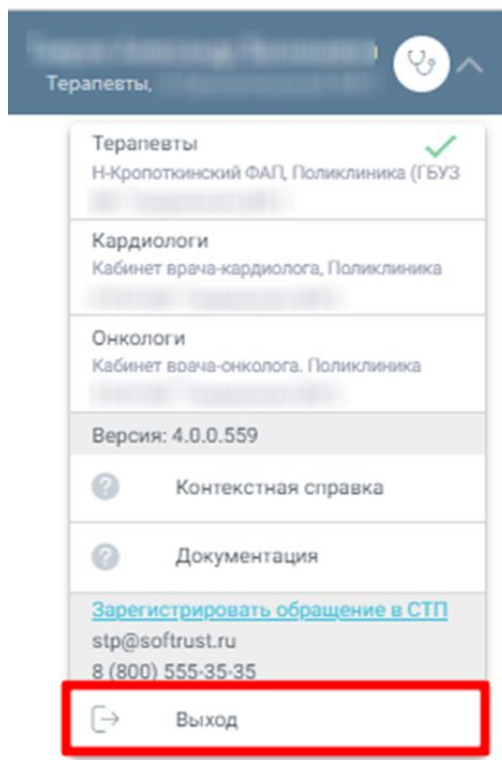 Терапевты,
Терапевты
Н-Кропоткинский ФАП, Поликлиника (ГБУЗ
Кардиологи
Кабинет врача-кардиолога, Поликлиника
Онкологи
Кабинет врача-онколога. Поликлиника
Версия: 4.0.0.559
Контекстная справка
Документация
Зарегистрировать обращение в СТП
stp@softrust.ru
8 (800) 555-35-35
Выход